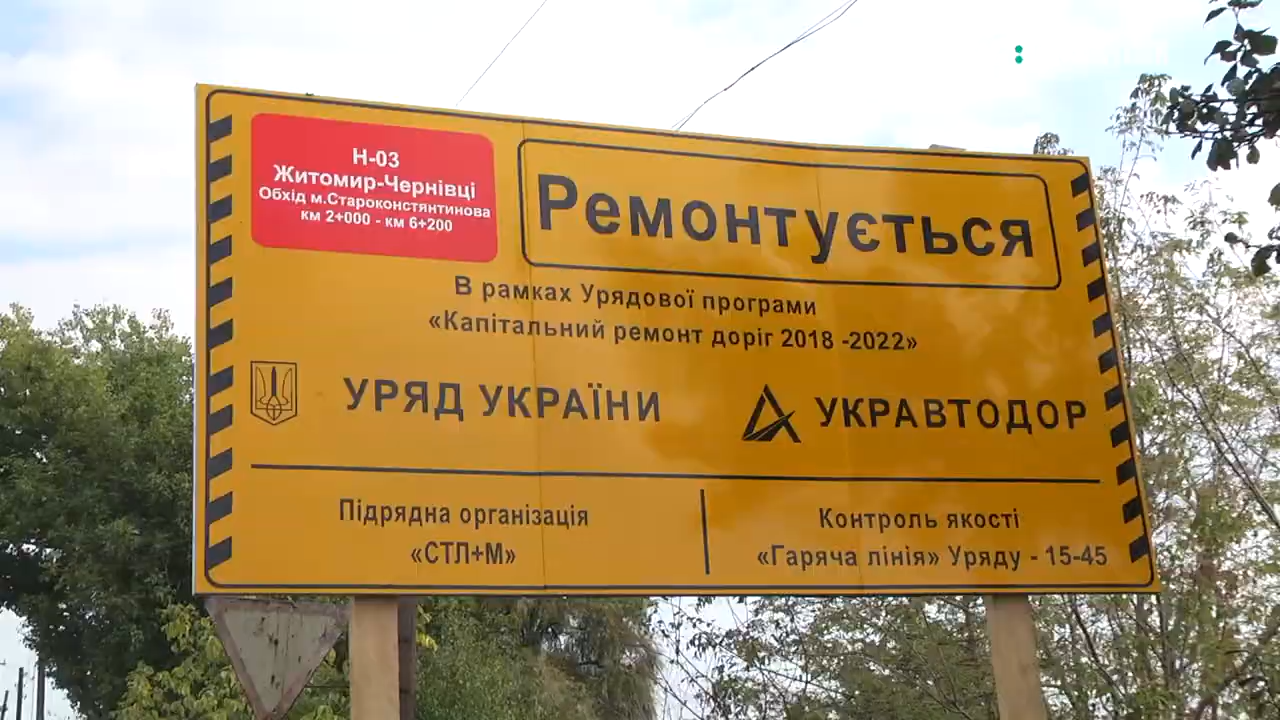 Н-03
Житомир-Чернівці
Обхід м.Староконстянтинова
км 2+000 - км 6+200
Ремонтується
В рамках Урядової програми
«Капітальний ремонт доріг 2018 -2022»
УРЯД УКРАЇНИ
УКРАВТОДОР
Підрядна організація
«СТЛ+М»
Контроль якості
«Гаряча лінія» Уряду - 15-45